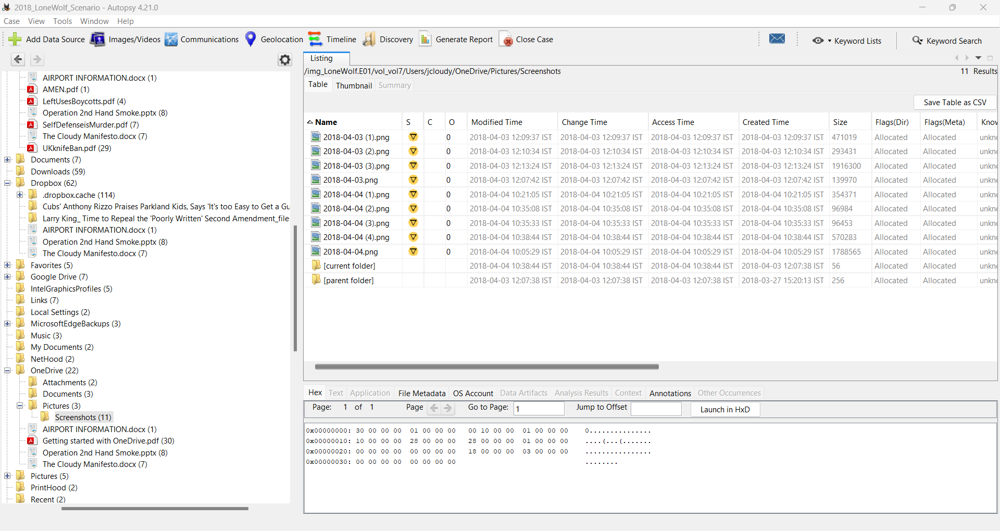 2018_LoneWolf_Scenario - Autopsy 4.21.0
Case View Tools Window Help
Add Data Source Images/Videos Communications Geolocation Timeline Discovery Generate Report Close Case Keyword Lists Keyword Search
AIRPORT INFORMATION.docx (1)
AMEN.pdf (1)
LeftUsesBoycotts.pdf (4)
Operation 2nd Hand Smoke.pptx (8)
SelfDefenseisMurder.pdf (7)
The Cloudy Manifesto.docx (7)
UKknifeBan.pdf (29)
Documents (7)
Downloads (59)
Dropbox (62)
.dropbox.cache (114)
Cubs' Anthony Rizzo Praises Parkland Kids, Says 'It's too Easy to Get a Gu
Larry King_ Time to Repeal the 'Poorly Written' Second Amendment_file
AIRPORT INFORMATION.docx (1)
Operation 2nd Hand Smoke.pptx (8)
The Cloudy Manifesto.docx (7)
Favorites (5)
Google Drive (7)
IntelGraphicsProfiles (5)
Links (7)
Local Settings (2)
MicrosoftEdgeBackups (3)
Music (3)
My Documents (2)
NetHood (2)
OneDrive (22)
Attachments (2)
Documents (3)
Pictures (3)
Screenshots (11)
AIRPORT INFORMATION.docx (1)
Getting started with OneDrive.pdf (30)
Operation 2nd Hand Smoke.pptx (8)
The Cloudy Manifesto.docx (7)
Pictures (5)
PrintHood (2)
Recent (2)
Listing
/img_LoneWolf.E01/vol_vol7/Users/jcloudy/OneDrive/Pictures/Screenshots 11 Results
Table Thumbnail Summary
Save Table as CSV
Name S C O Modified Time Change Time Access Time Created Time Size Flags(Dir) Flags(Meta) Know
2018-04-03 (1).png 0 2018-04-03 12:09:37 IST 2018-04-03 12:09:37 IST 2018-04-03 12:09:37 IST 2018-04-03 12:09:37 IST 471019 Allocated Allocated unkno
2018-04-03 (2).png 0 2018-04-03 12:10:34 IST 2018-04-03 12:10:34 IST 2018-04-03 12:10:34 IST 2018-04-03 12:10:34 IST 293431 Allocated Allocated unkno
2018-04-03 (3).png 0 2018-04-03 12:13:24 IST 2018-04-03 12:13:24 IST 2018-04-03 12:13:24 IST 2018-04-03 12:13:24 IST 1916300 Allocated Allocated unkno
2018-04-03.png 0 2018-04-03 12:07:42 IST 2018-04-03 12:07:42 IST 2018-04-03 12:07:42 IST 2018-04-03 12:07:42 IST 139970 Allocated Allocated unkno
2018-04-04 (1).png 0 2018-04-04 10:21:05 IST 2018-04-04 10:21:05 IST 2018-04-04 10:21:05 IST 2018-04-04 10:21:05 IST 354371 Allocated Allocated unkno
2018-04-04 (2).png 0 2018-04-04 10:35:08 IST 2018-04-04 10:35:08 IST 2018-04-04 10:35:08 IST 2018-04-04 10:35:08 IST 96984 Allocated Allocated unkno
2018-04-04 (3).png 0 2018-04-04 10:35:33 IST 2018-04-04 10:35:33 IST 2018-04-04 10:35:33 IST 2018-04-04 10:35:33 IST 96453 Allocated Allocated unkno
2018-04-04 (4).png 0 2018-04-04 10:38:44 IST 2018-04-04 10:38:44 IST 2018-04-04 10:38:44 IST 2018-04-04 10:38:44 IST 570283 Allocated Allocated unkno
2018-04-04.png 0 2018-04-04 10:05:29 IST 2018-04-04 10:05:29 IST 2018-04-04 10:05:29 IST 2018-04-04 10:05:29 IST 1788565 Allocated Allocated unkno
[current folder] 2018-04-04 10:38:44 IST 2018-04-04 10:38:44 IST 2018-04-04 10:38:44 IST 2018-04-03 12:07:38 IST 56 Allocated Allocated unkno
[parent folder] 2018-04-03 12:07:38 IST 2018-04-03 12:07:38 IST 2018-04-03 12:07:38 IST 2018-03-27 15:20:13 IST 256 Allocated Allocated unkno
Hex Text Application File Metadata OS Account Data Artifacts Analysis Results Context Annotations Other Occurrences
Page: 1 of 1 Page Go to Page: 1 Jump to Offset Launch in HxD
0x00000000: 30 00 00 00 01 00 00 00 00 10 00 00 01 00 00 00 0...............
0x00000010: 10 00 00 00 28 00 00 00 28 00 00 00 01 00 00 00 ....(...(.......
0x00000020: 00 00 00 00 00 00 00 00 18 00 00 00 03 00 00 00 ................
0x00000030: 00 00 00 00 00 00 00 00 ........